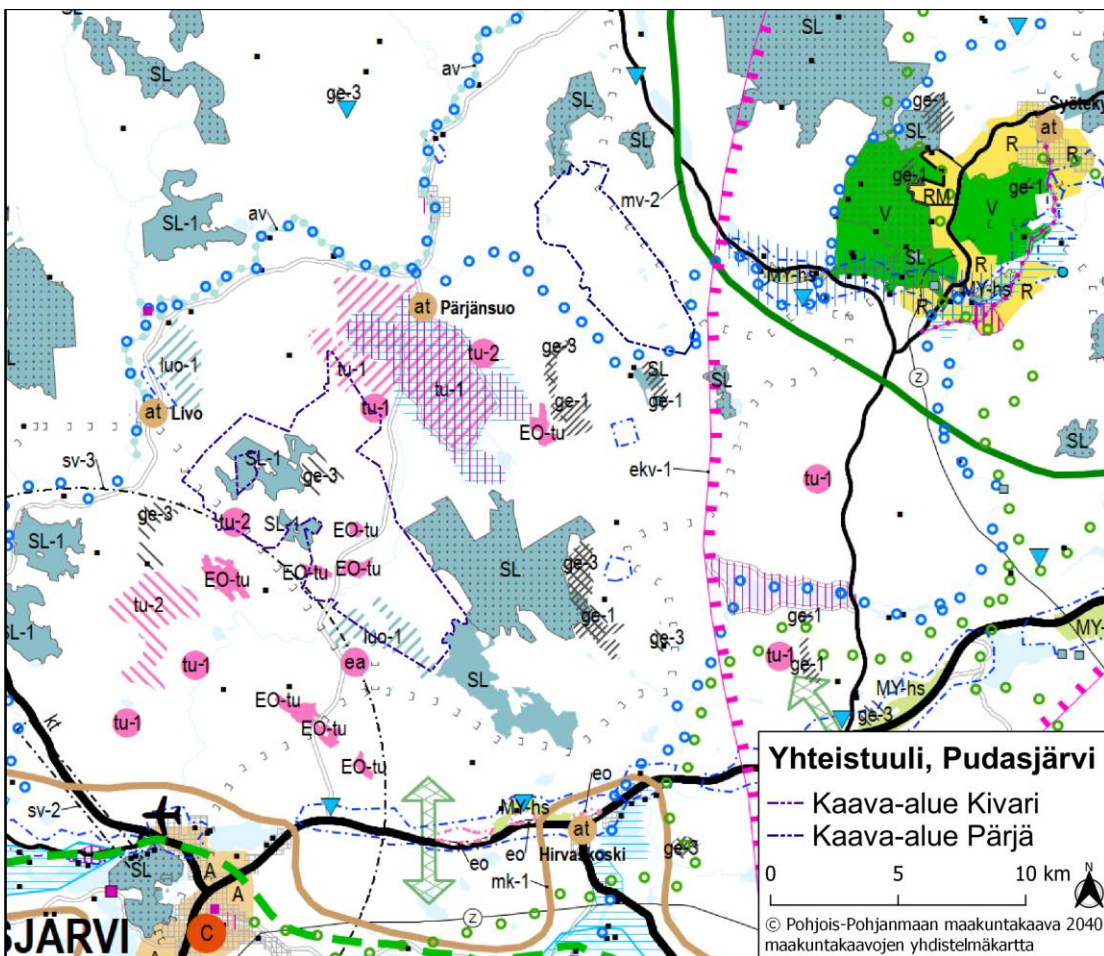 SL
SL
ge-3
av
SL
SL
ge-1
SL
Syöteky
at
R
R
ge-1
ge-1
RM
V
V
SL-1
av
mv-2
SL
R
MY-hs
MY-hs
R
R
at Pärjänsuo
luo-1
tu-1
tu-2
ge-3
tu-1
SL
ge-1
SL
z
at Livo
tu-1
ge-1
EO-tu
SL
SL
sv-3
SL-1
ge-3
ekv-1
tu-1
ge-3
tu-2
SL-1
EO-tu
SL-1
EO-tu
EO-tu
EO-tu
SL
tu-2
ge-1
ge-1
SL-1
luo-1
ge-3
MY-
tu-1
ea
tu-1
ge-1
SL
MY-hs
tu-1
EO-tu
EO-tu
ge-3
kt
EO-tu
eo
sv-2
MY-hs
at
Hirvaskoski
eo
eo
ge-3
mk-1
SL
A
A
z
SJÄRVI
C
A
Yhteistuuli, Pudasjärvi
Kaava-alue Kivari
Kaava-alue Pärjä
0 5 10 km
N
© Pohjois-Pohjanmaan maakuntakaava 2040
maakuntakaavojen yhdistelmäkartta